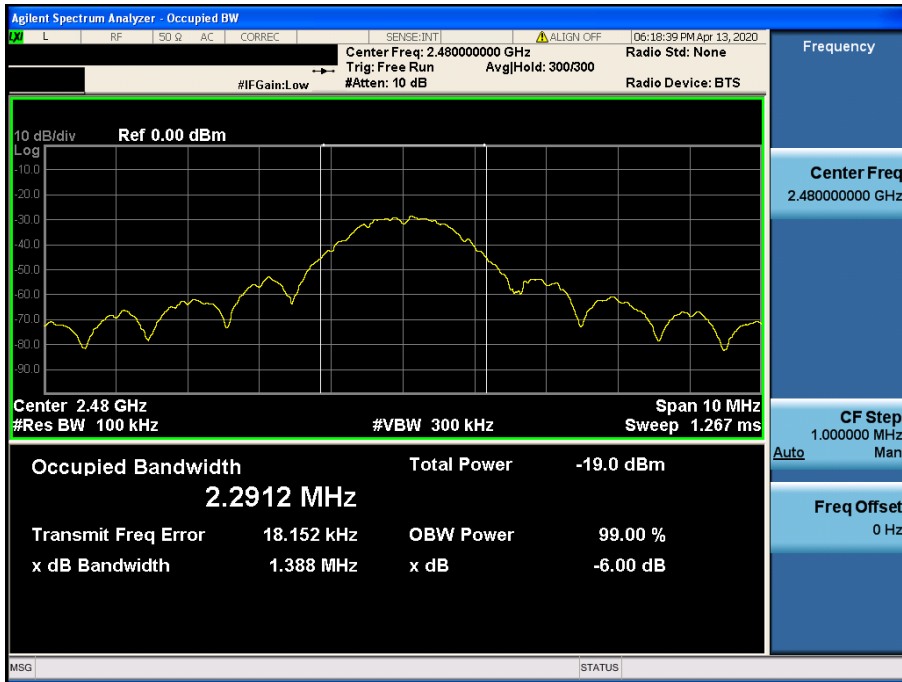 Agilent Spectrum Analyzer - Occupied BW
LXI L RF 50 Ω AC CORREC SENSE:INT ALIGN OFF 06:18:39 PM Apr 13, 2020
Center Freq: 2.480000000 GHz Radio Std: None
Trig: Free Run Avg|Hold: 300/300
#IFGain:Low #Atten: 10 dB Radio Device: BTS
10 dB/div Ref 0.00 dBm
Log
-10.0
-20.0
-30.0
-40.0
-50.0
-60.0
-70.0
-80.0
-90.0
Center 2.48 GHz Span 10 MHz
#Res BW 100 kHz #VBW 300 kHz Sweep 1.267 ms
Occupied Bandwidth Total Power -19.0 dBm
2.2912 MHz
Transmit Freq Error 18.152 kHz OBW Power 99.00 %
x dB Bandwidth 1.388 MHz x dB -6.00 dB
MSG STATUS
Frequency
Center Freq
2.480000000 GHz
CF Step
1.000000 MHz
Auto Man
Freq Offset
0 Hz